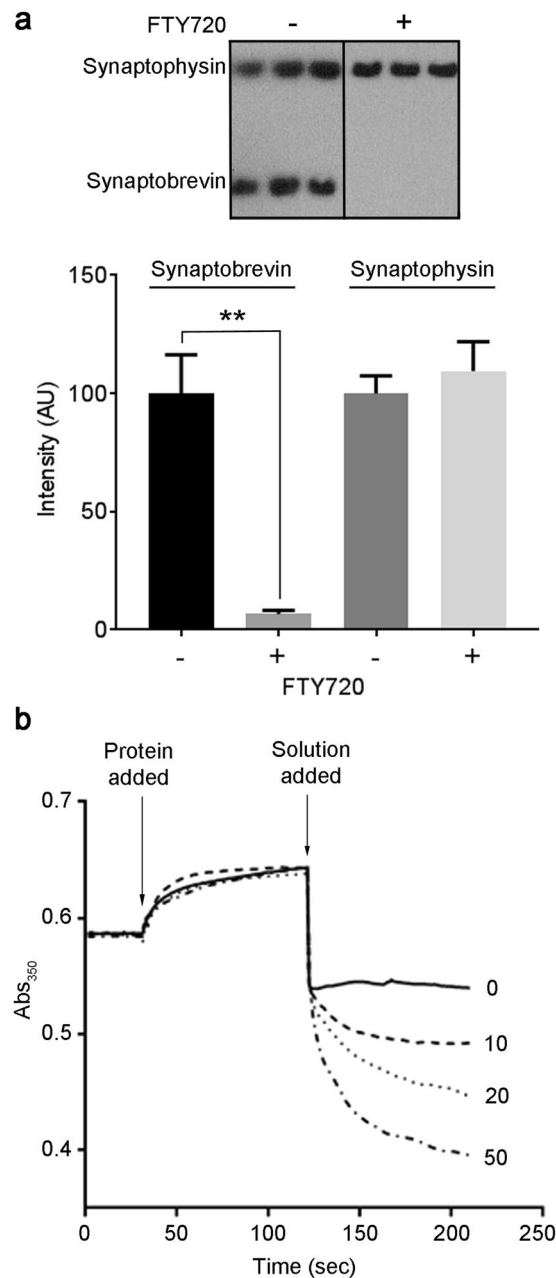 a
FTY720 - +
Synaptophysin
Synaptobrevin
Synaptobrevin Synaptophysin
**
Intensity (AU)
150
100
50
0
- + - +
FTY720
b
Protein added
Solution added
Abs350
0.7
0.6
0.5
0.4
0
10
20
50
0 50 100 150 200 250
Time (sec)